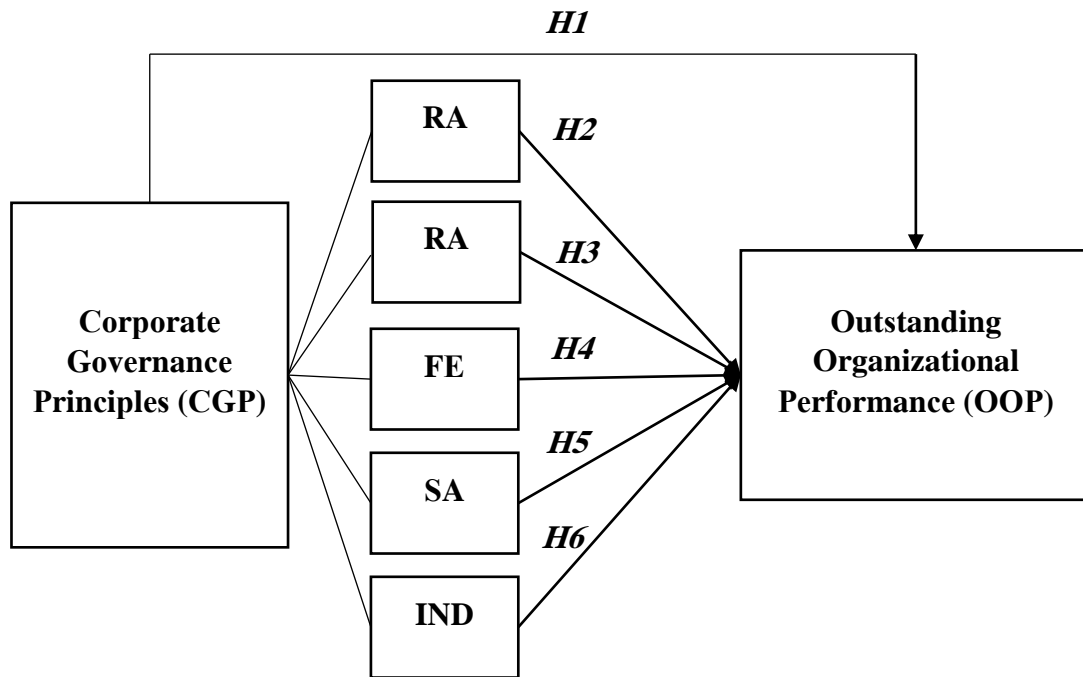 H1
RA
H2
RA
H3
Corporate
Governance
Principles (CGP)
FE
H4
Outstanding
Organizational
Performance (OOP)
SA
H5
IND
H6